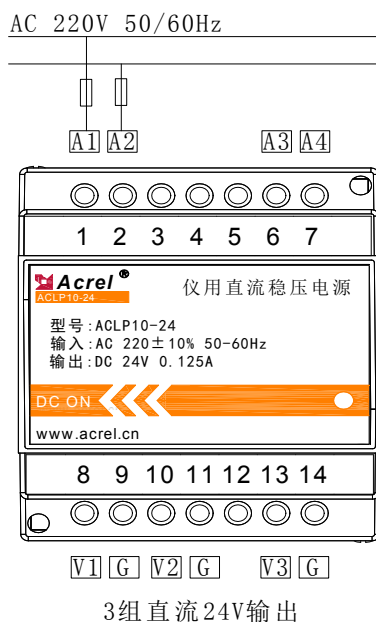 AC 220V 50/60Hz
A1 A2 A3 A4
1 2 3 4 5 6 7
Acrel ®
ACLP10-24
仪用直流稳压电源
型号:ACLP10-24
输入:AC 220±10% 50-60Hz
输出:DC 24V 0.125A
DC ON
www.acrel.cn
8 9 10 11 12 13 14
V1 G V2 G V3 G
3组直流24V输出